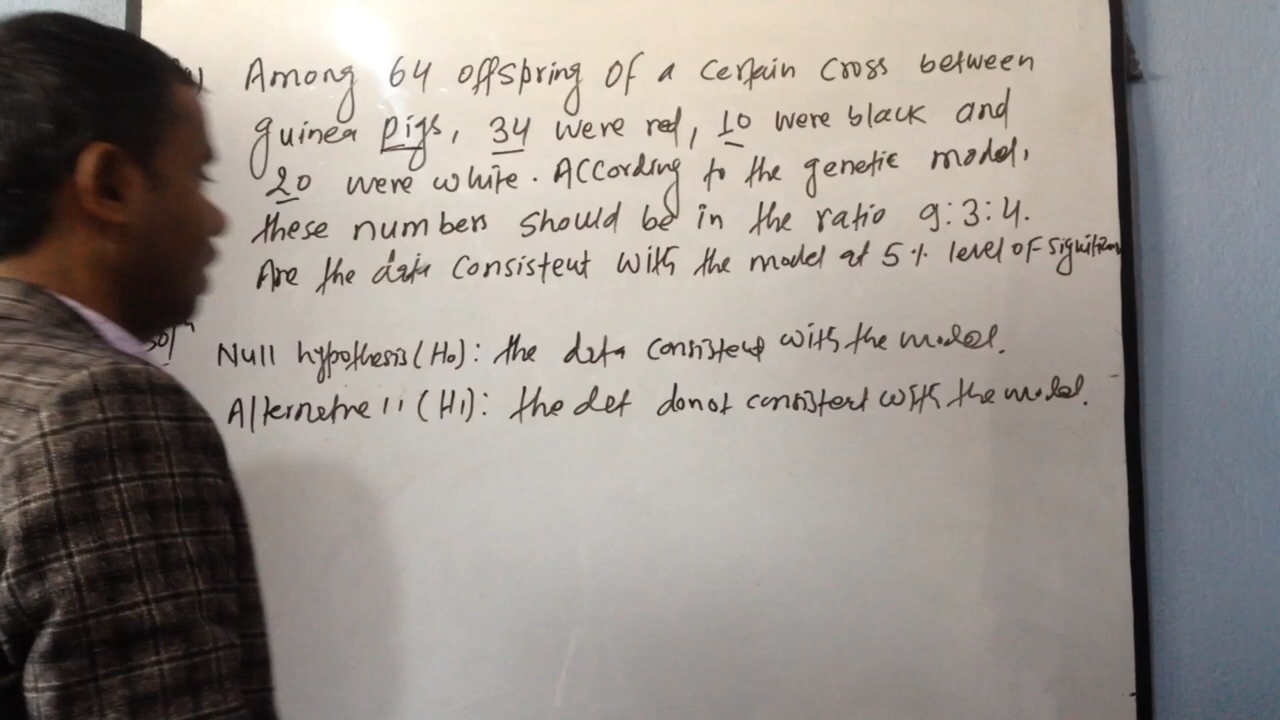 Among 64 offspring of a certain cross between
guinea pigs, 34 were red, 10 were black and
20 were white. According to the genetic model,
these numbers should be in the ratio 9:3:4.
Are the data consistent with the model at 5% level of
Soln
Null hypothesis (H0): the data consistent with the model.
Alternative 11 (H1): the dat donot consistent with the model.